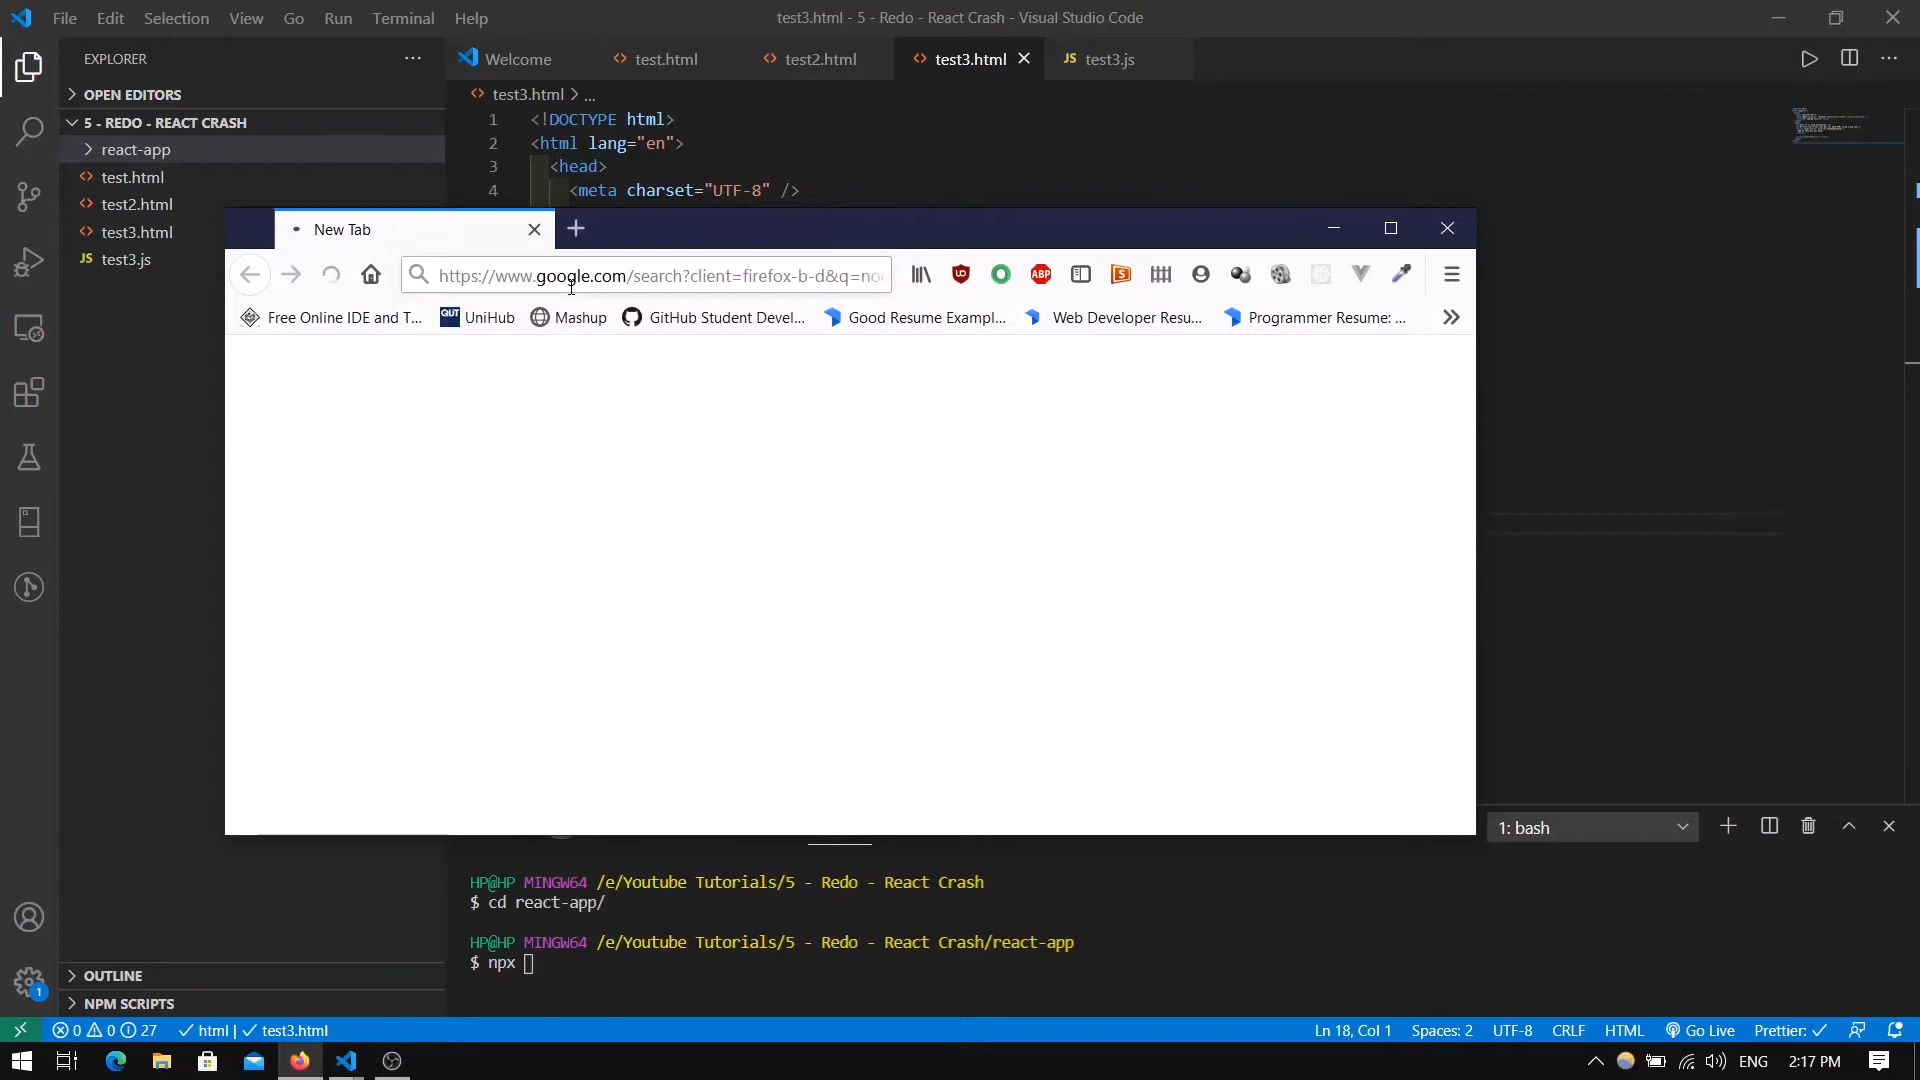 File Edit Selection View Go Run Terminal Help
test3.html - 5 - Redo - React Crash - Visual Studio Code
EXPLORER
Welcome
test.html
test2.html
test3.html
JS test3.js
OPEN EDITORS
test3.html > ...
5 - REDO - REACT CRASH
1 <!DOCTYPE html>
react-app
2 <html lang="en">
test.html
3 <head>
test2.html
4 <meta charset="UTF-8" />
test3.html
JS test3.js
New Tab
https://www.google.com/search?client=firefox-b-d&q=no
ABP
Free Online IDE and T...
QUT UniHub
Mashup
GitHub Student Devel...
Good Resume Exampl...
Web Developer Resu...
Programmer Resume: ...
1: bash
HP@HP MINGW64 /e/Youtube Tutorials/5 - Redo - React Crash
$ cd react-app/
HP@HP MINGW64 /e/Youtube Tutorials/5 - Redo - React Crash/react-app
$ npx
OUTLINE
1
NPM SCRIPTS
0 0 27 html | test3.html
Ln 18, Col 1 Spaces: 2 UTF-8 CRLF HTML Go Live Prettier: ✓
ENG 2:17 PM